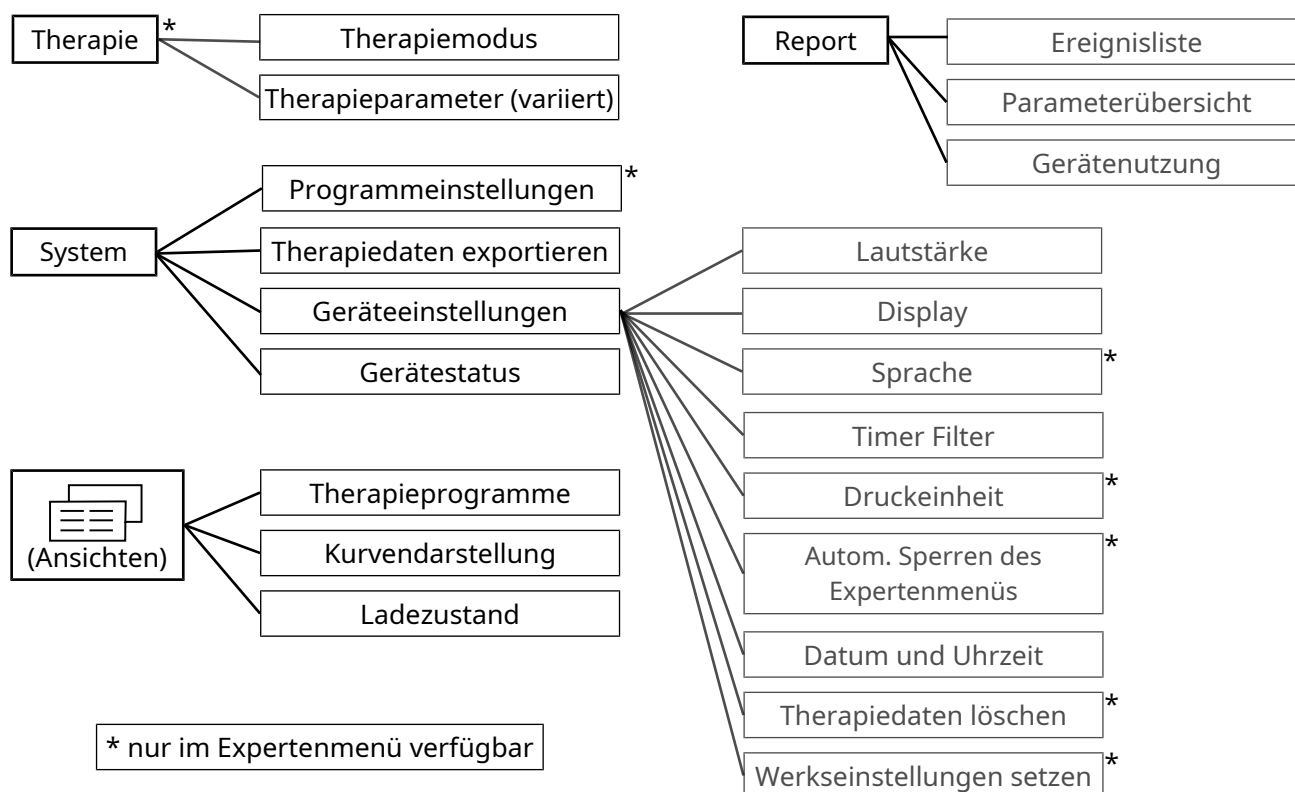 Therapie *
Therapiemodus
Therapieparameter (variiert)
Report
Ereignisliste
Parameterübersicht
Gerätenutzung
System
Programmeinstellungen *
Therapiedaten exportieren
Geräteeinstellungen
Gerätestatus
Lautstärke
Display
Sprache *
Timer Filter
Druckeinheit *
Autom. Sperren des *
Expertenmenüs
Datum und Uhrzeit
Therapiedaten löschen *
Werkseinstellungen setzen *
(Ansichten)
Therapieprogramme
Kurvendarstellung
Ladezustand
* nur im Expertenmenü verfügbar